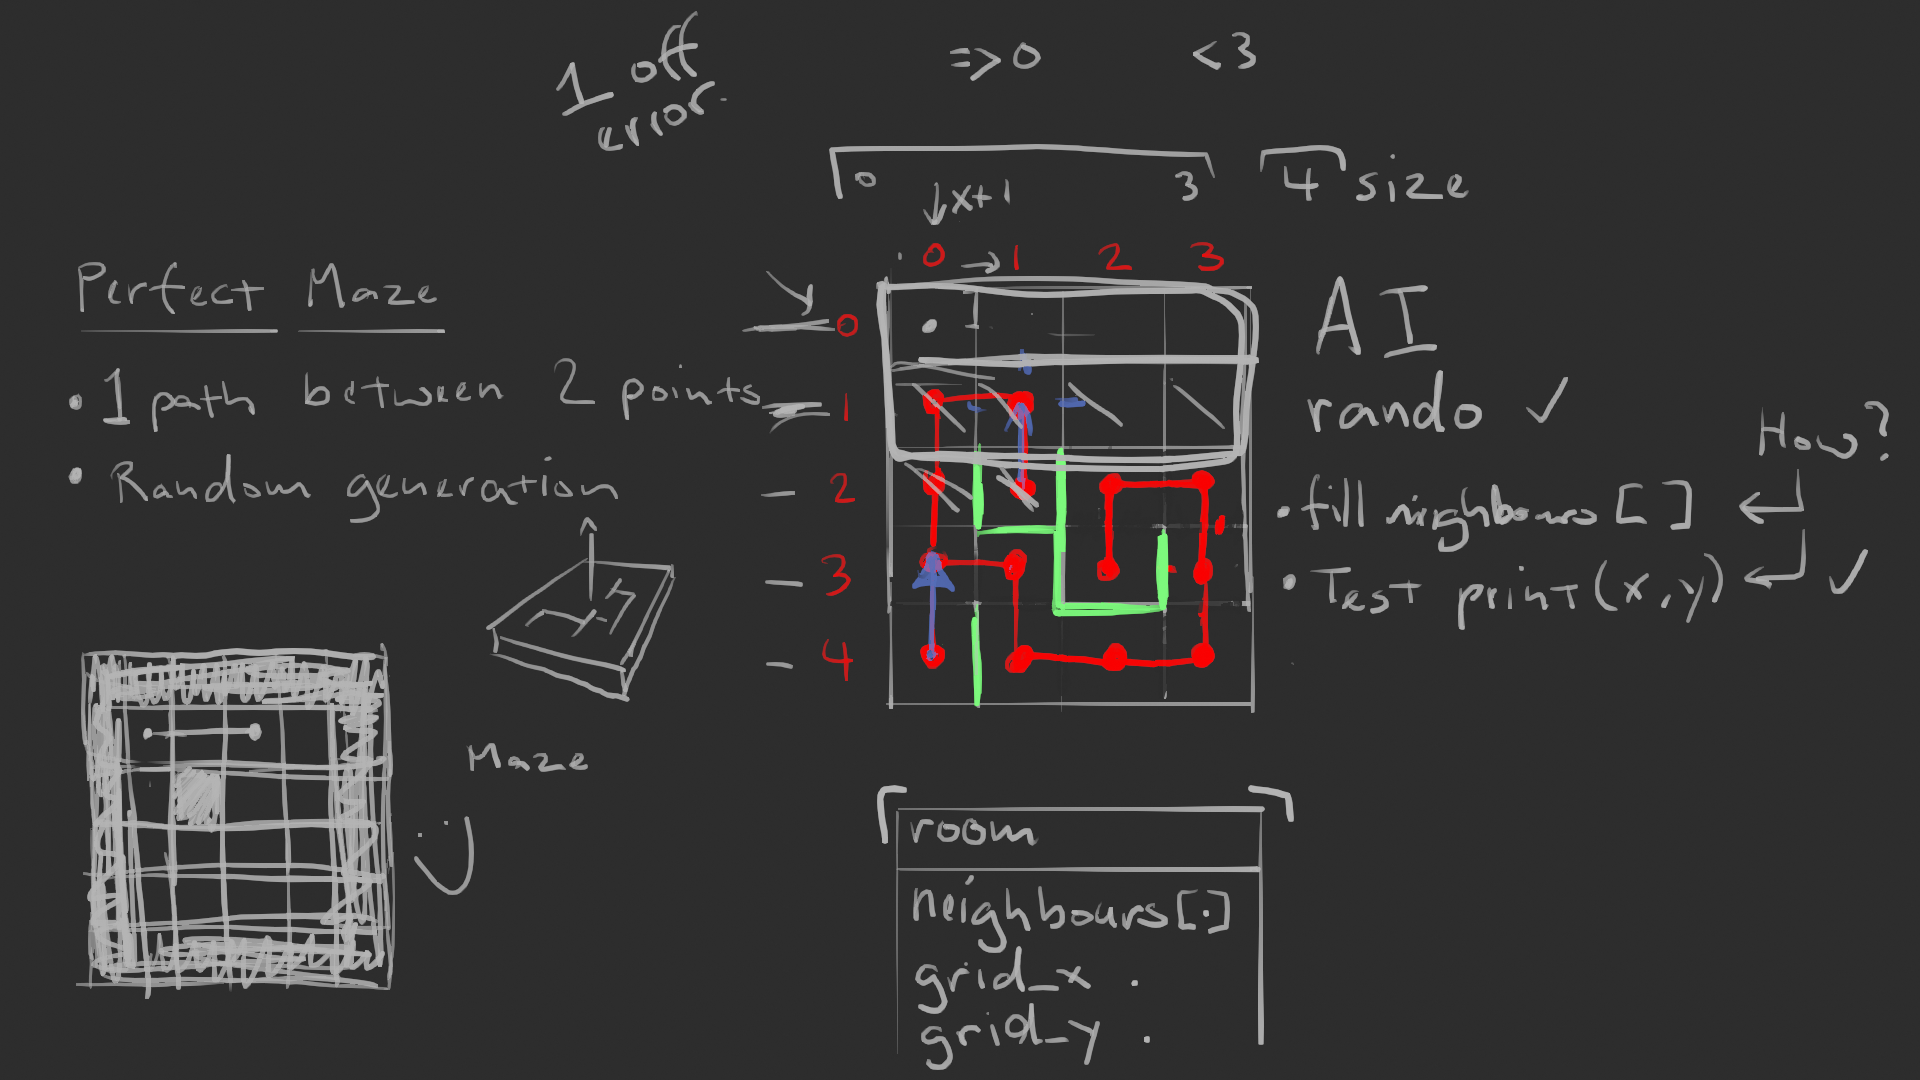 1 off
error.
=>0 <3
0 3 4 size
↓x+1
0 → 1 2 3
0
1
2
3
4
Perfect Maze
• 1 path between 2 points
• Random generation
Maze
AI
rando ✓
How?
• fill nighbours []
• Test print(x,y) ✓
room
neighbours[.]
grid_x .
grid_y .